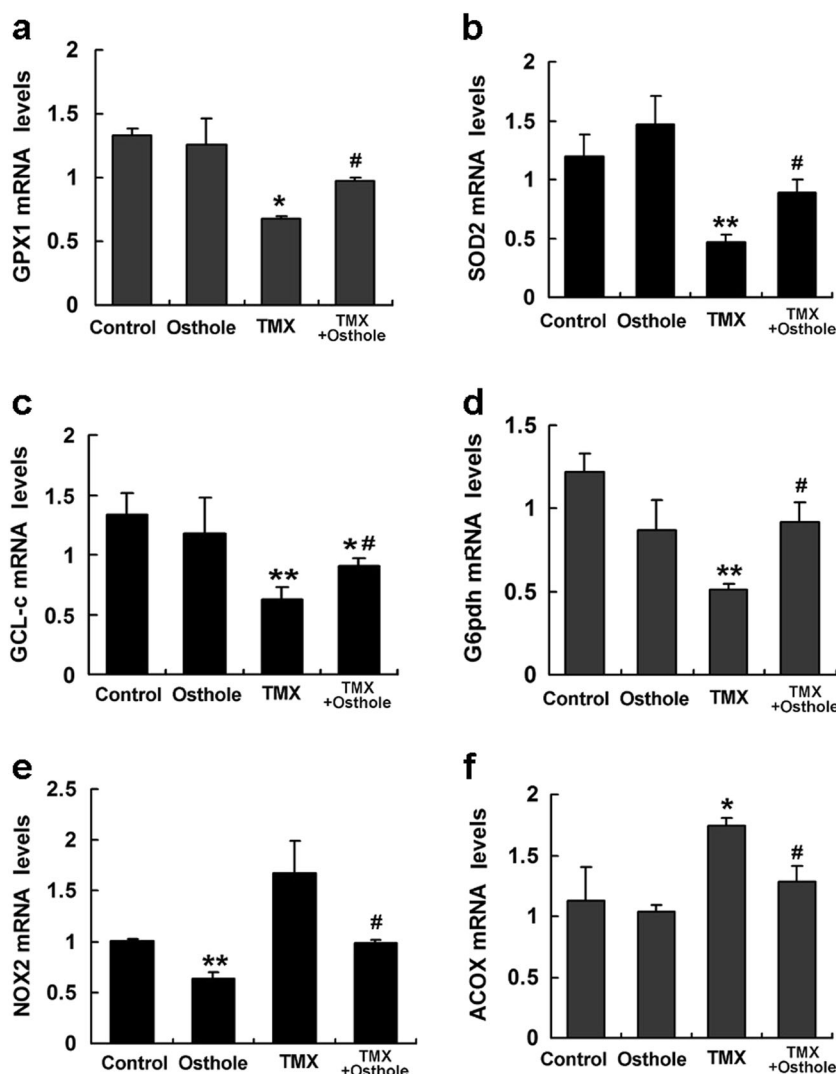 a
GPX1 mRNA levels
2
1.5
1
0.5
0
*
#
Control Osthole TMX TMX
+Osthole
b
SOD2 mRNA levels
2
1.5
1
0.5
0
**
#
Control Osthole TMX TMX
+Osthole
c
GCL-c mRNA levels
2
1.5
1
0.5
0
**
*#
Control Osthole TMX TMX
+Osthole
d
G6pdh mRNA levels
1.5
1
0.5
0
**
#
Control Osthole TMX TMX
+Osthole
e
NOX2 mRNA levels
2.5
2
1.5
1
0.5
0
**
#
Control Osthole TMX TMX
+Osthole
f
ACOX mRNA levels
2
1.5
1
0.5
0
*
#
Control Osthole TMX TMX
+Osthole